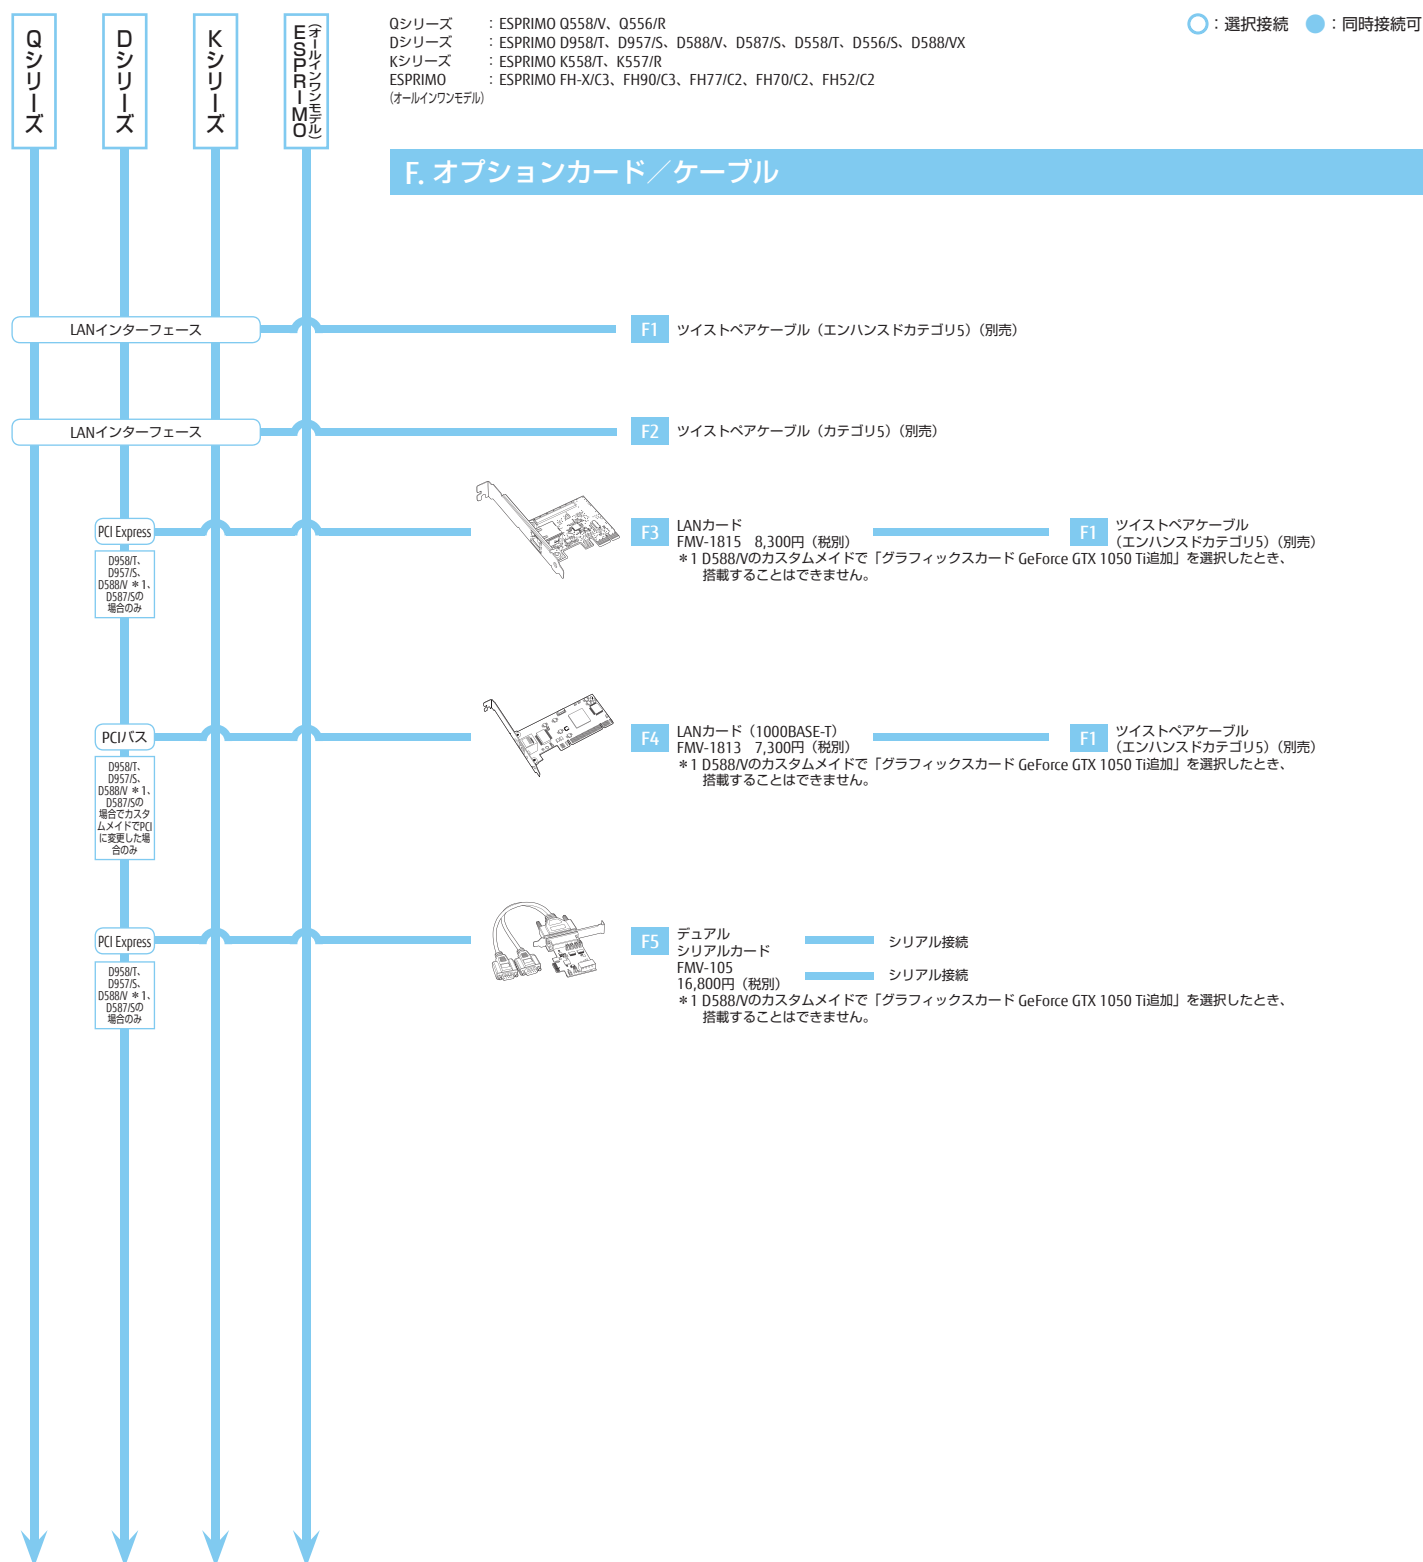 Qシリーズ
Dシリーズ
Kシリーズ
ESPRIMO
(オールインワンモデル)
Qシリーズ ：ESPRIMO Q558/V、Q556/R
Dシリーズ ：ESPRIMO D958/T、D957/S、D588/V、D587/S、D558/T、D556/S、D588/VX
Kシリーズ ：ESPRIMO K558/T、K557/R
ESPRIMO ：ESPRIMO FH-X/C3、FH90/C3、FH77/C2、FH70/C2、FH52/C2
(オールインワンモデル)
：選択接続 ：同時接続可
F. オプションカード／ケーブル
LANインターフェース
F1 ツイストペアケーブル（エンハンスドカテゴリ5）（別売）
LANインターフェース
F2 ツイストペアケーブル（カテゴリ5）（別売）
PCI Express
D958/T、
D957/S、
D588/V ＊1、
D587/Sの
場合のみ
F3 LANカード
FMV-1815 8,300円（税別）
＊1 D588/Vのカスタムメイドで「グラフィックスカード GeForce GTX 1050 Ti追加」を選択したとき、
搭載することはできません。
F1 ツイストペアケーブル
（エンハンスドカテゴリ5）（別売）
PCIバス
D958/T、
D957/S、
D588/V ＊1、
D587/Sの
場合でカスタ
ムメイドでPCI
に変更した場
合のみ
F4 LANカード（1000BASE-T）
FMV-1813 7,300円（税別）
＊1 D588/Vのカスタムメイドで「グラフィックスカード GeForce GTX 1050 Ti追加」を選択したとき、
搭載することはできません。
F1 ツイストペアケーブル
（エンハンスドカテゴリ5）（別売）
PCI Express
D958/T、
D957/S、
D588/V ＊1、
D587/Sの
場合のみ
F5 デュアル
シリアルカード
FMV-105
16,800円（税別）
＊1 D588/Vのカスタムメイドで「グラフィックスカード GeForce GTX 1050 Ti追加」を選択したとき、
搭載することはできません。
シリアル接続
シリアル接続